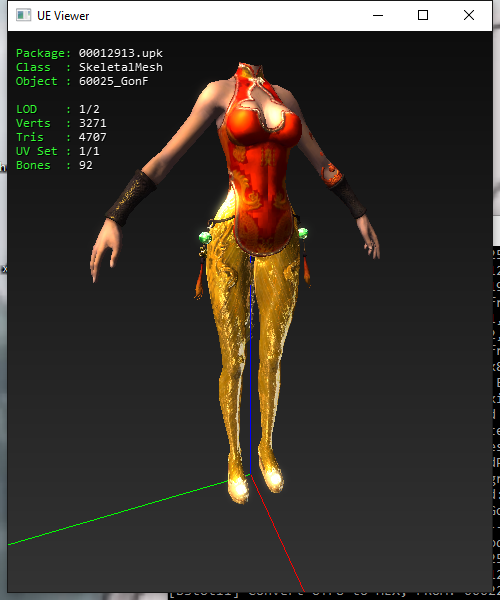 UE Viewer
Package: 00012913.upk
Class : SkeletalMesh
Object : 60025_GonF
LOD : 1/2
Verts : 3271
Tris : 4707
UV Set : 1/1
Bones : 92